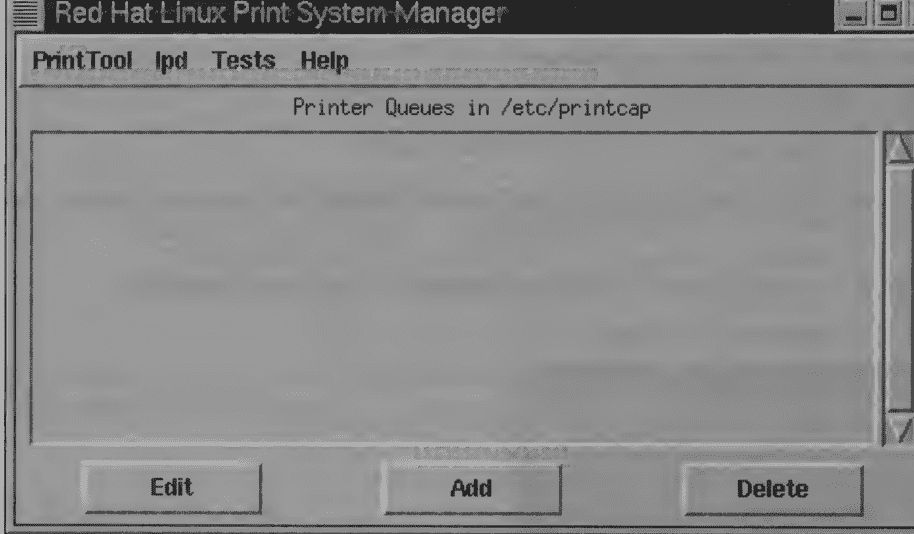 Red Hat Linux Print System Manager
PrintTool lpd Tests Help
Printer Queues in /etc/printcap
Edit Add Delete